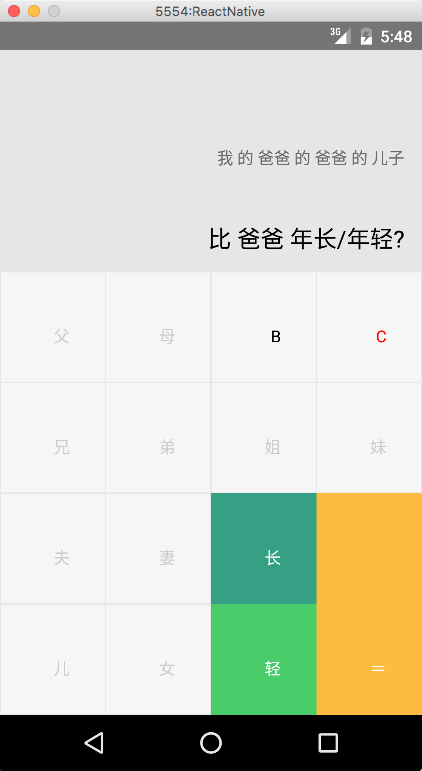 5554:ReactNative
3G 5:48
我 的 爸爸 的 爸爸 的 儿子
比 爸爸 年长/年轻?
父 母 B C
兄 弟 姐 妹
夫 妻 长
儿 女 轻 =